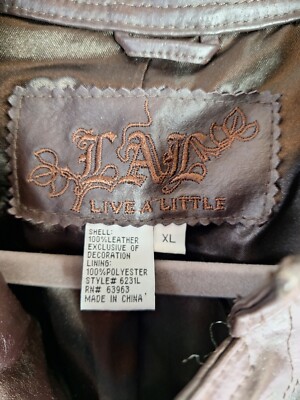 LAL
LIVE A LITTLE
SHELL:
100%LEATHER
EXCLUSIVE OF
DECORATION
LINING:
100%POLYESTER
STYLE# 6231L
RN# 63963
MADE IN CHINA
XL